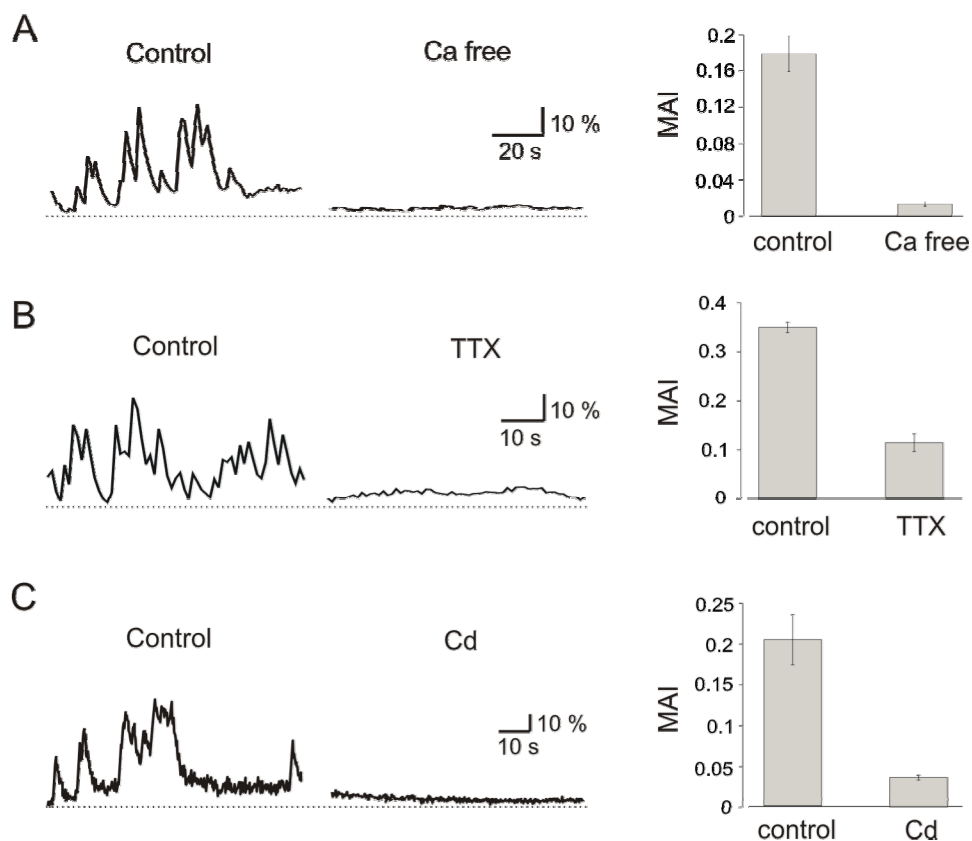 A
Control
Ca free
10 %
20 s
MAI
0.2
0.16
0.12
0.08
0.04
0
control
Ca free
B
Control
TTX
10 %
10 s
MAI
0.4
0.3
0.2
0.1
0
control
TTX
C
Control
Cd
10 %
10 s
MAI
0.25
0.2
0.15
0.1
0.05
0
control
Cd